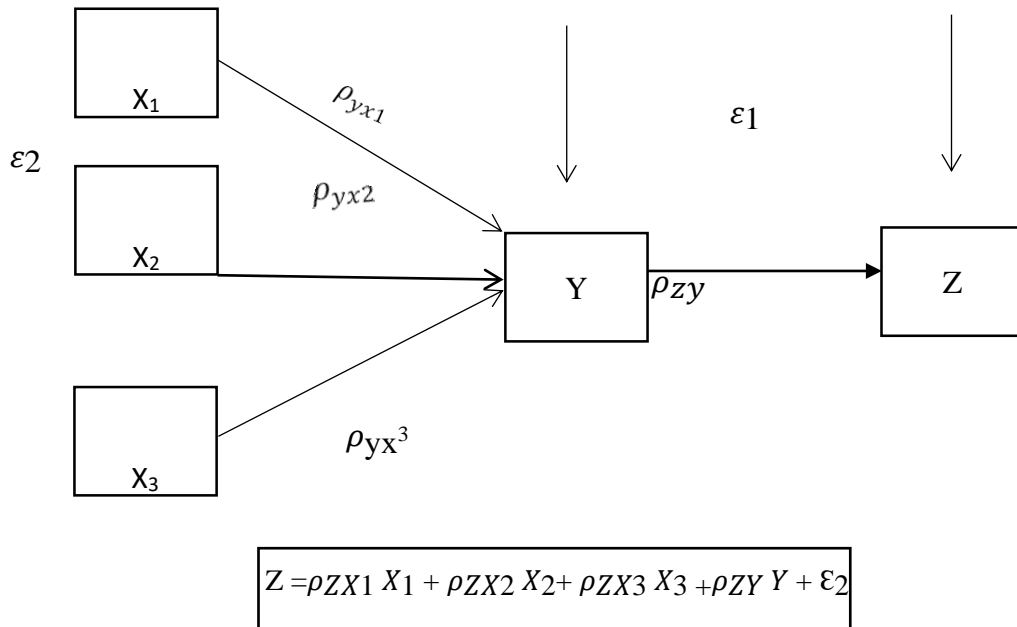 X₁
ρyx1
ε1
ε2
ρyx2
X₂
Y
ρzy
Z
ρyx³
X₃
Z =ρZX1 X₁ + ρZX2 X₂+ ρZX3 X₃ +ρZY Y + Ɛ₂